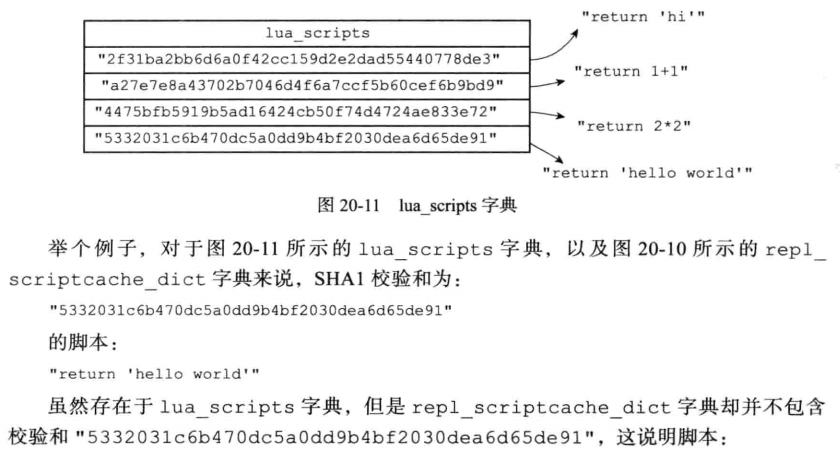 lua_scripts
"return 'hi'"
"2f31ba2bb6d6a0f42cc159d2e2dad55440778de3"
"return 1+1"
"a27e7e8a43702b7046d4f6a7ccf5b60cef6b9bd9"
"4475bfb5919b5ad16424cb50f74d4724ae833e72"
"return 2*2"
"5332031c6b470dc5a0dd9b4bf2030dea6d65de91"
"return 'hello world'"
图 20-11 lua_scripts 字典
举个例子，对于图 20-11 所示的 lua_scripts 字典，以及图 20-10 所示的 repl_
scriptcache_dict 字典来说，SHA1 校验和为：
"5332031c6b470dc5a0dd9b4bf2030dea6d65de91"
的脚本：
"return 'hello world'"
虽然存在于 lua_scripts 字典，但是 repl_scriptcache_dict 字典却并不包含
校验和 "5332031c6b470dc5a0dd9b4bf2030dea6d65de91"，这说明脚本：